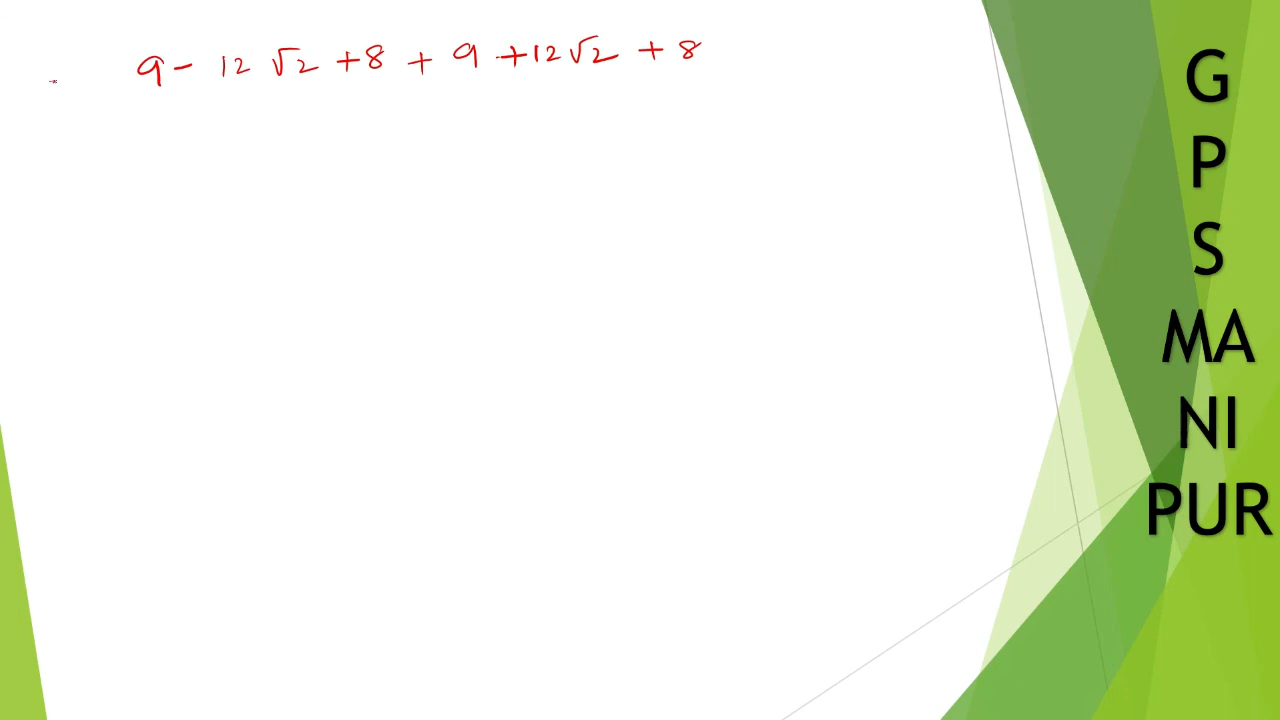 9 - 12 √2 + 8 + 9 + 12 √2 + 8
G
P
S
MA
NI
PUR